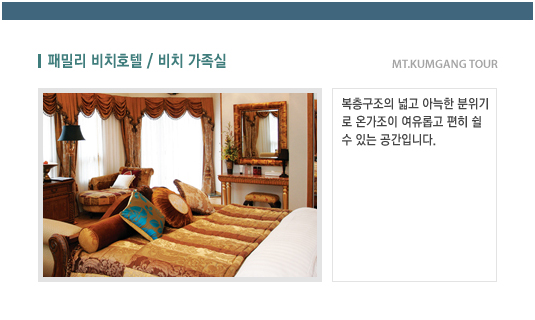 패밀리 비치호텔 / 비치 가족실
MT.KUMGANG TOUR
복층구조의 넓고 아늑한 분위기
로 온가조이 여유롭고 편히 쉴
수 있는 공간입니다.